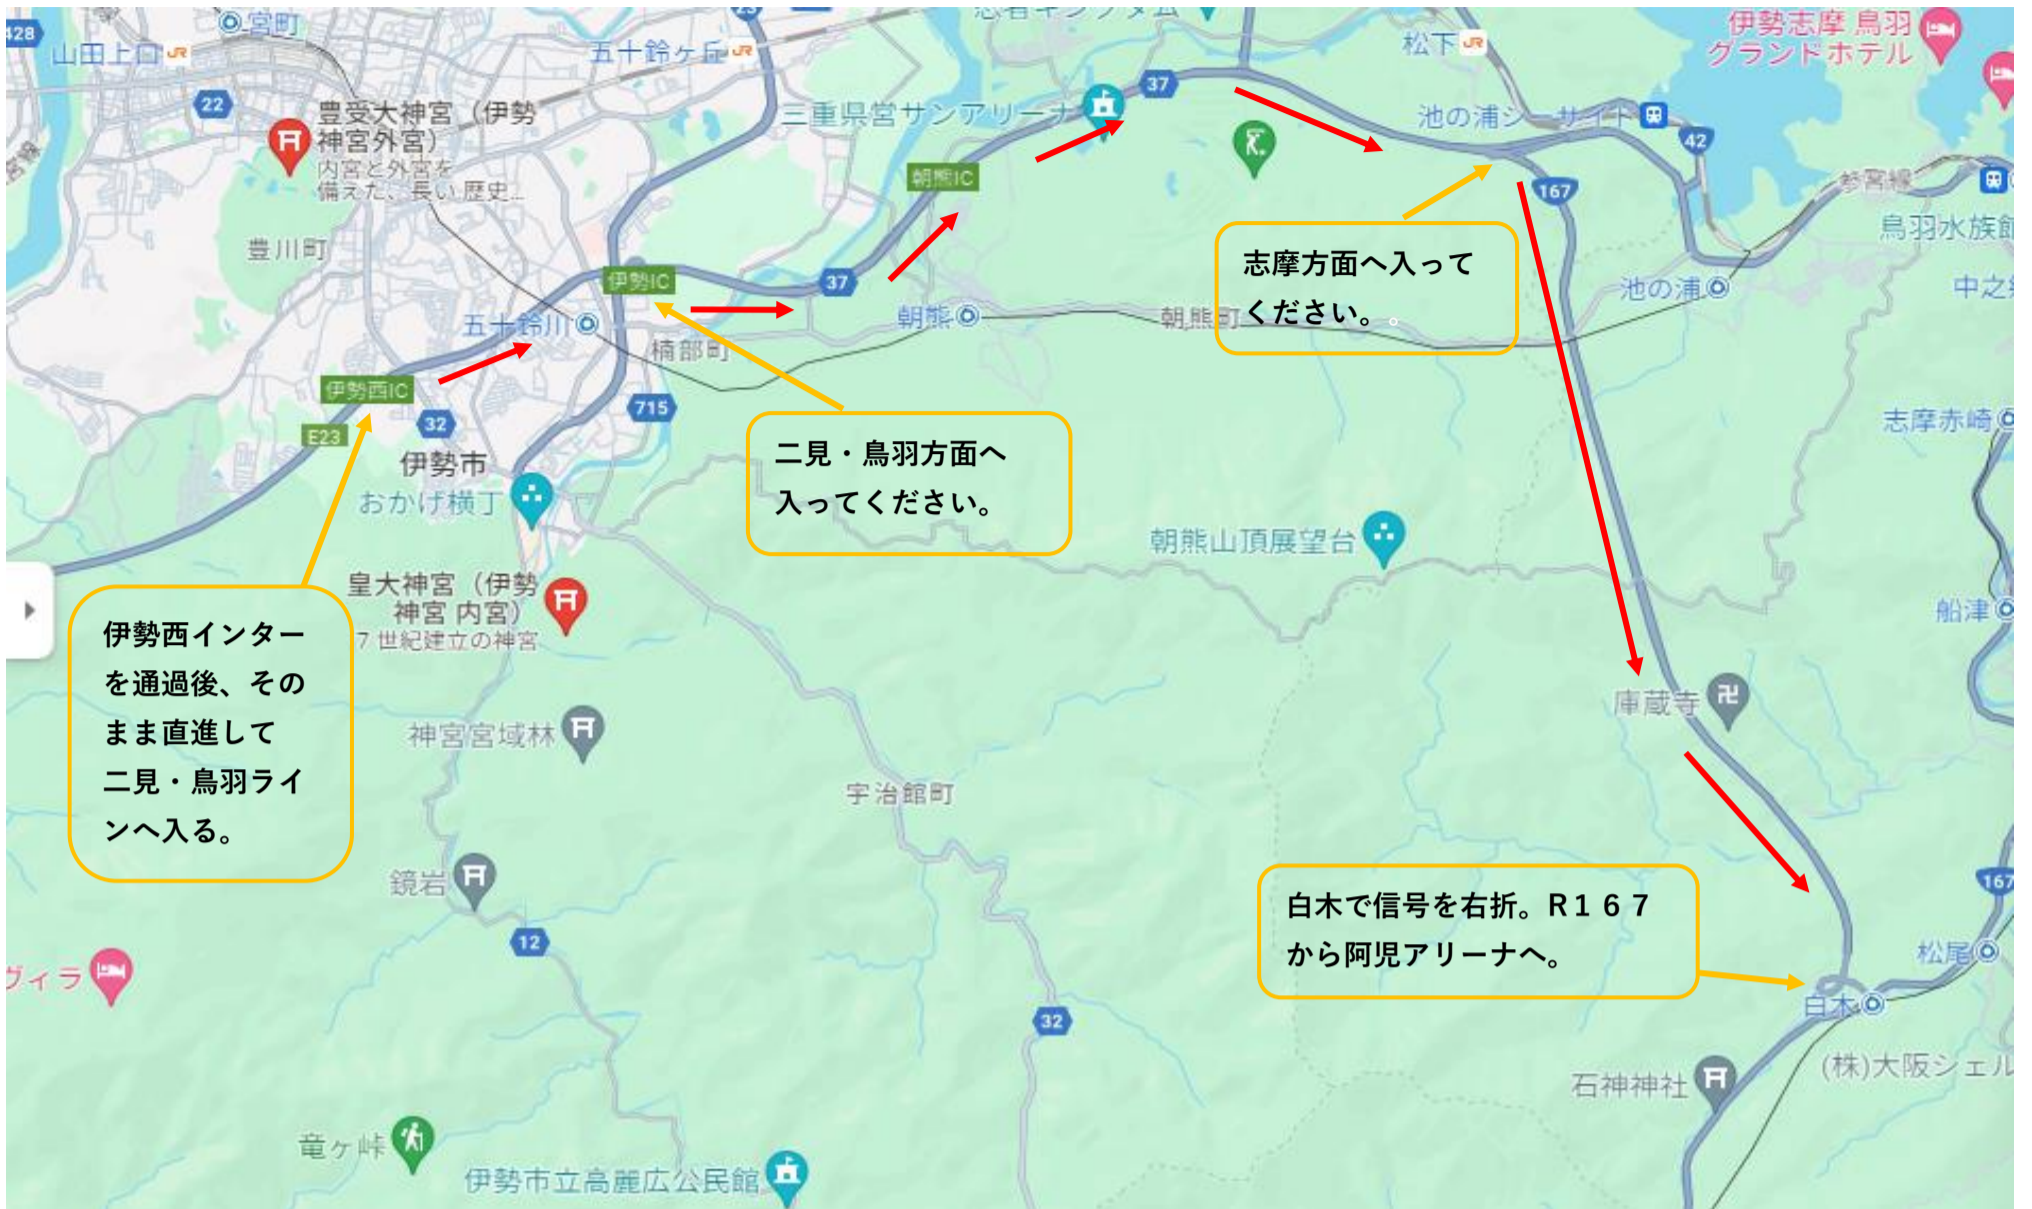 428
宮町
山田上口 JR
22
豊受大神宮（伊勢
神宮外宮）
内宮と外宮を
備えた、長い歴史...
豊川町
五十鈴ヶ丘 JR
37
三重県営サンアリーナ
朝熊IC
松下 JR
伊勢志摩 鳥羽
グランドホテル
池の浦シーサイド
42
167
参宮線
鳥羽水族館
志摩方面へ入って
ください。
伊勢IC
37
五十鈴川
楠部町
朝熊
朝熊町
池の浦
伊勢西IC
E23
32
715
伊勢市
おかげ横丁
二見・鳥羽方面へ
入ってください。
志摩赤崎
朝熊山頂展望台
皇大神宮（伊勢
神宮 内宮）
7 世紀建立の神宮
船津
伊勢西インター
を通過後、その
まま直進して
二見・鳥羽ライ
ンへ入る。
庫蔵寺
神宮宮域林
宇治館町
鏡岩
12
167
白木で信号を右折。R１６７
から阿児アリーナへ。
松尾
ヴィラ
白木
32
石神神社
(株)大阪シェル
竜ヶ峠
伊勢市立高麗広公民館